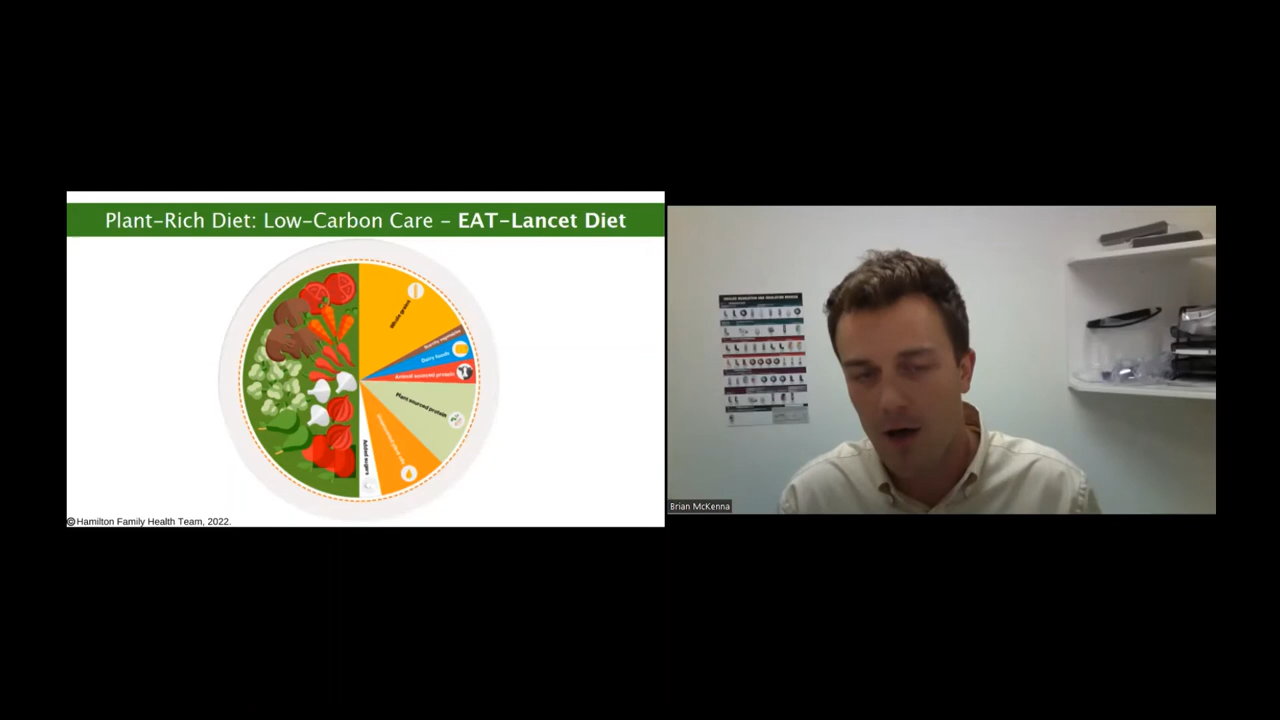 Plant-Rich Diet: Low-Carbon Care - EAT-Lancet Diet
Whole grains
Starchy vegetables
Dairy foods
Animal sourced protein
Plant sourced protein
Added sugars
©Hamilton Family Health Team, 2022.
Brian McKenna